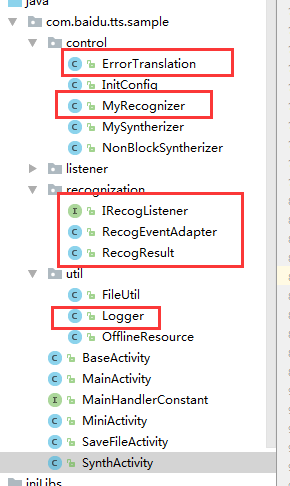 java
com.baidu.tts.sample
control
ErrorTranslation
InitConfig
MyRecognizer
MySyntherizer
NonBlockSyntherizer
listener
recognization
IRecogListener
RecogEventAdapter
RecogResult
util
FileUtil
Logger
OfflineResource
BaseActivity
MainActivity
MainHandlerConstant
MiniActivity
SaveFileActivity
SynthActivity
jniLibs